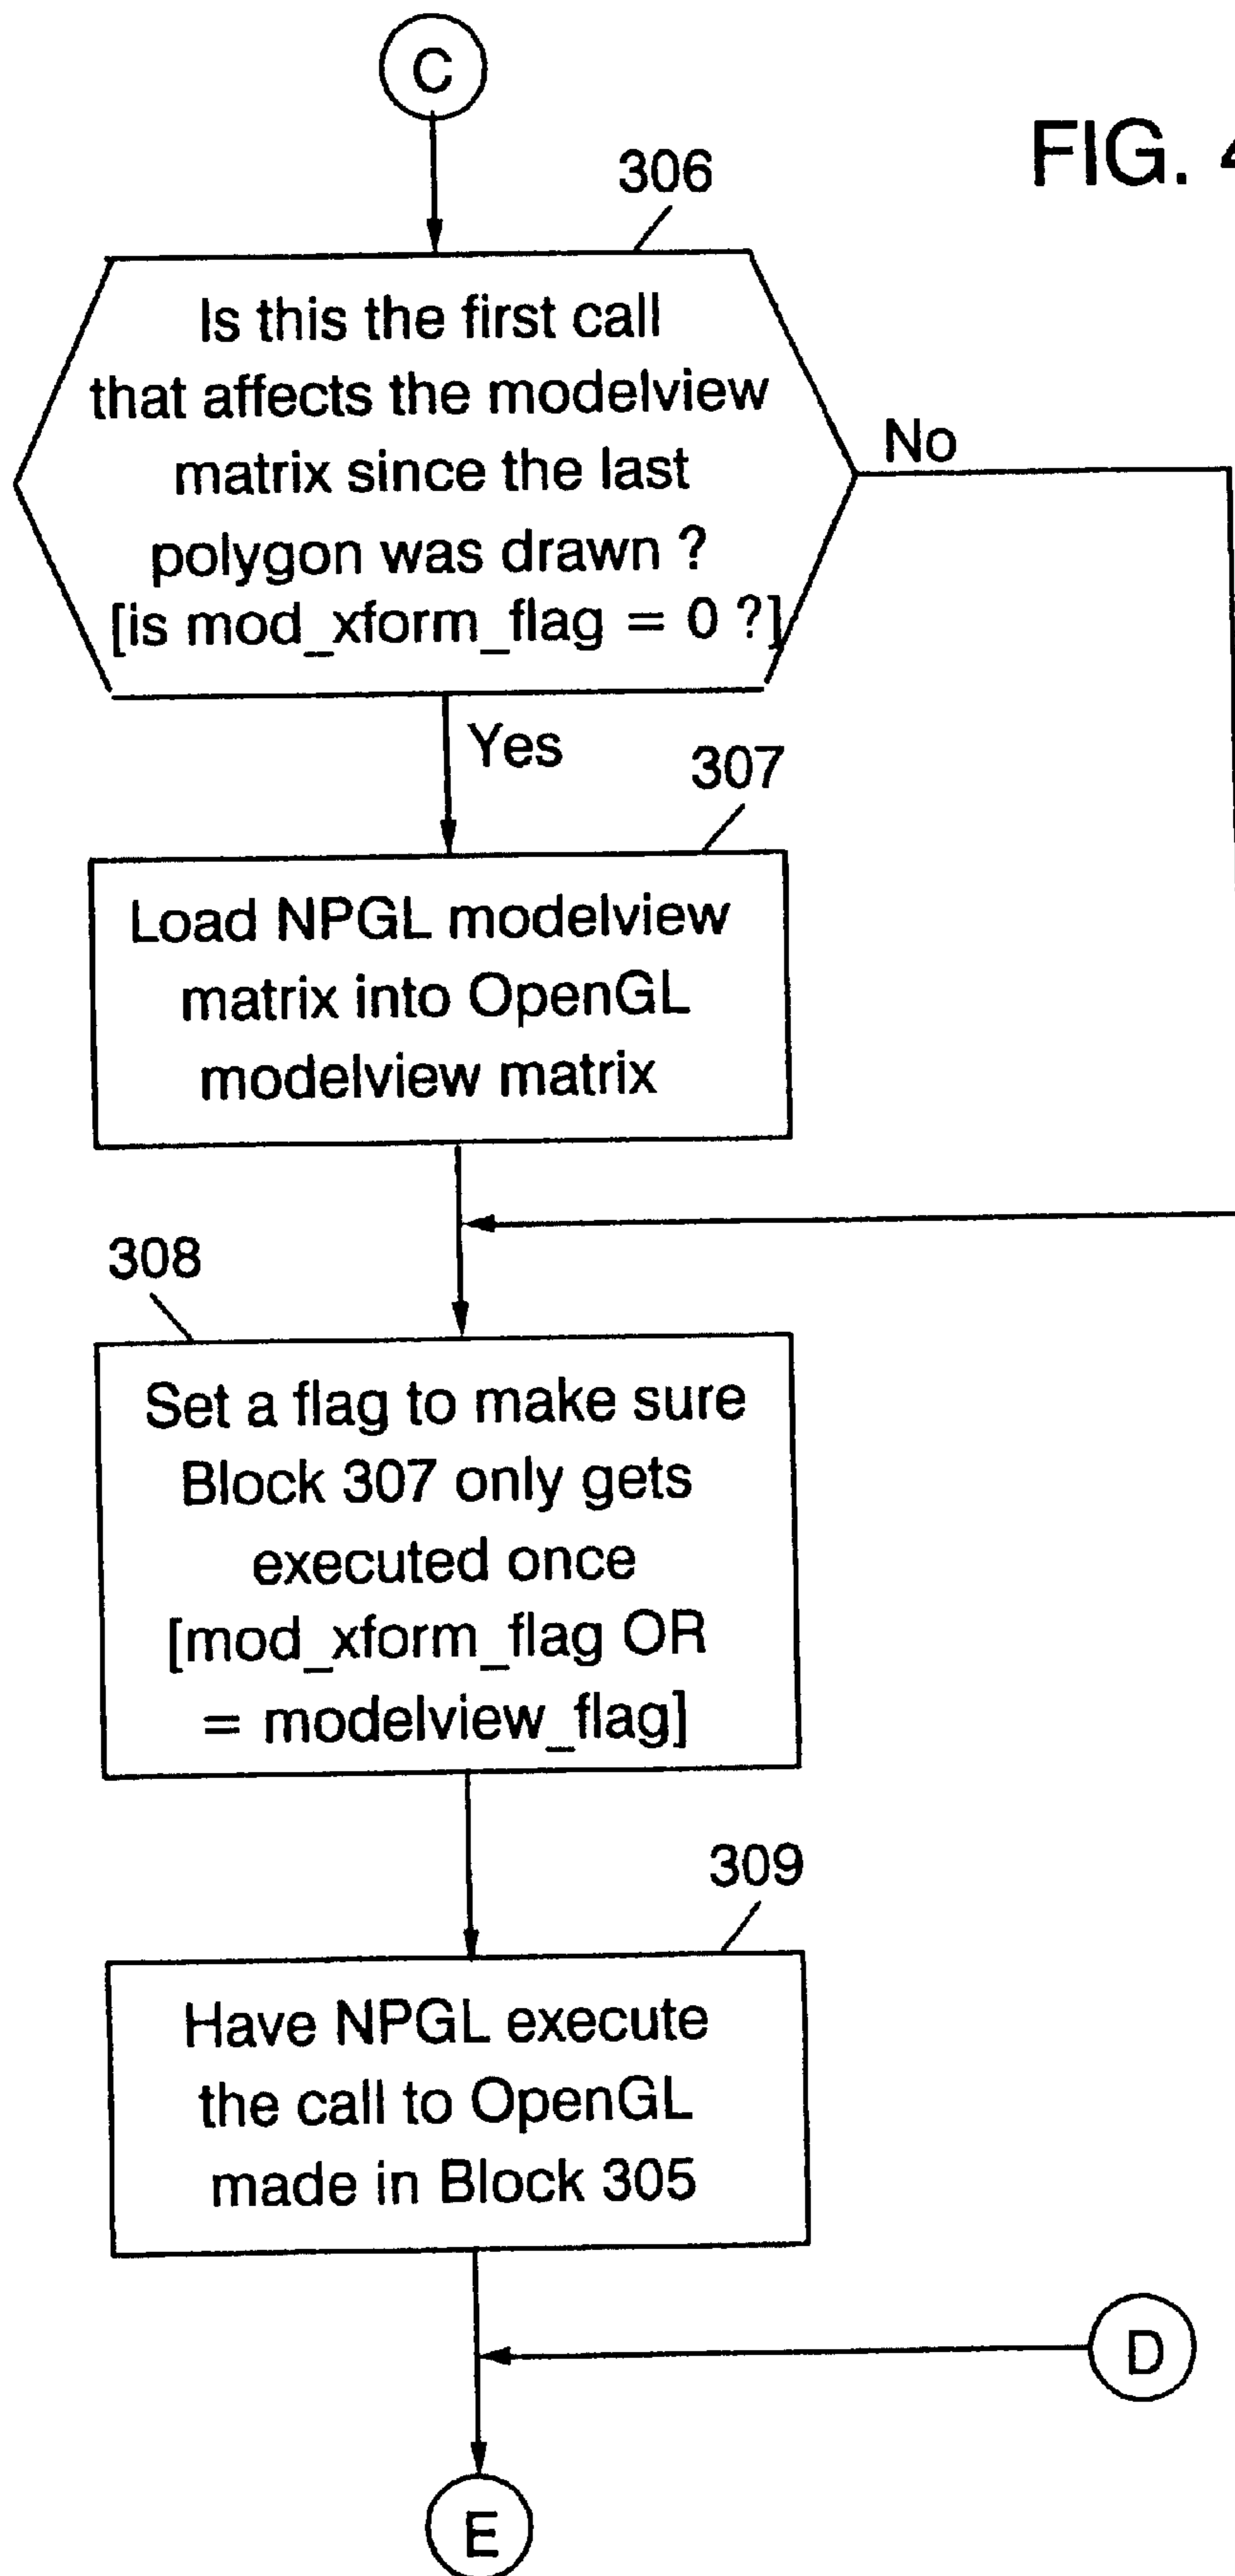 C
FIG. 4
306
Is this the first call
that affects the modelview
matrix since the last
polygon was drawn ?
[is mod_xform_flag = 0 ?]
No
Yes
307
Load NPGL modelview
matrix into OpenGL
modelview matrix
308
Set a flag to make sure
Block 307 only gets
executed once
[mod_xform_flag OR
= modelview_flag]
309
Have NPGL execute
the call to OpenGL
made in Block 305
D
E